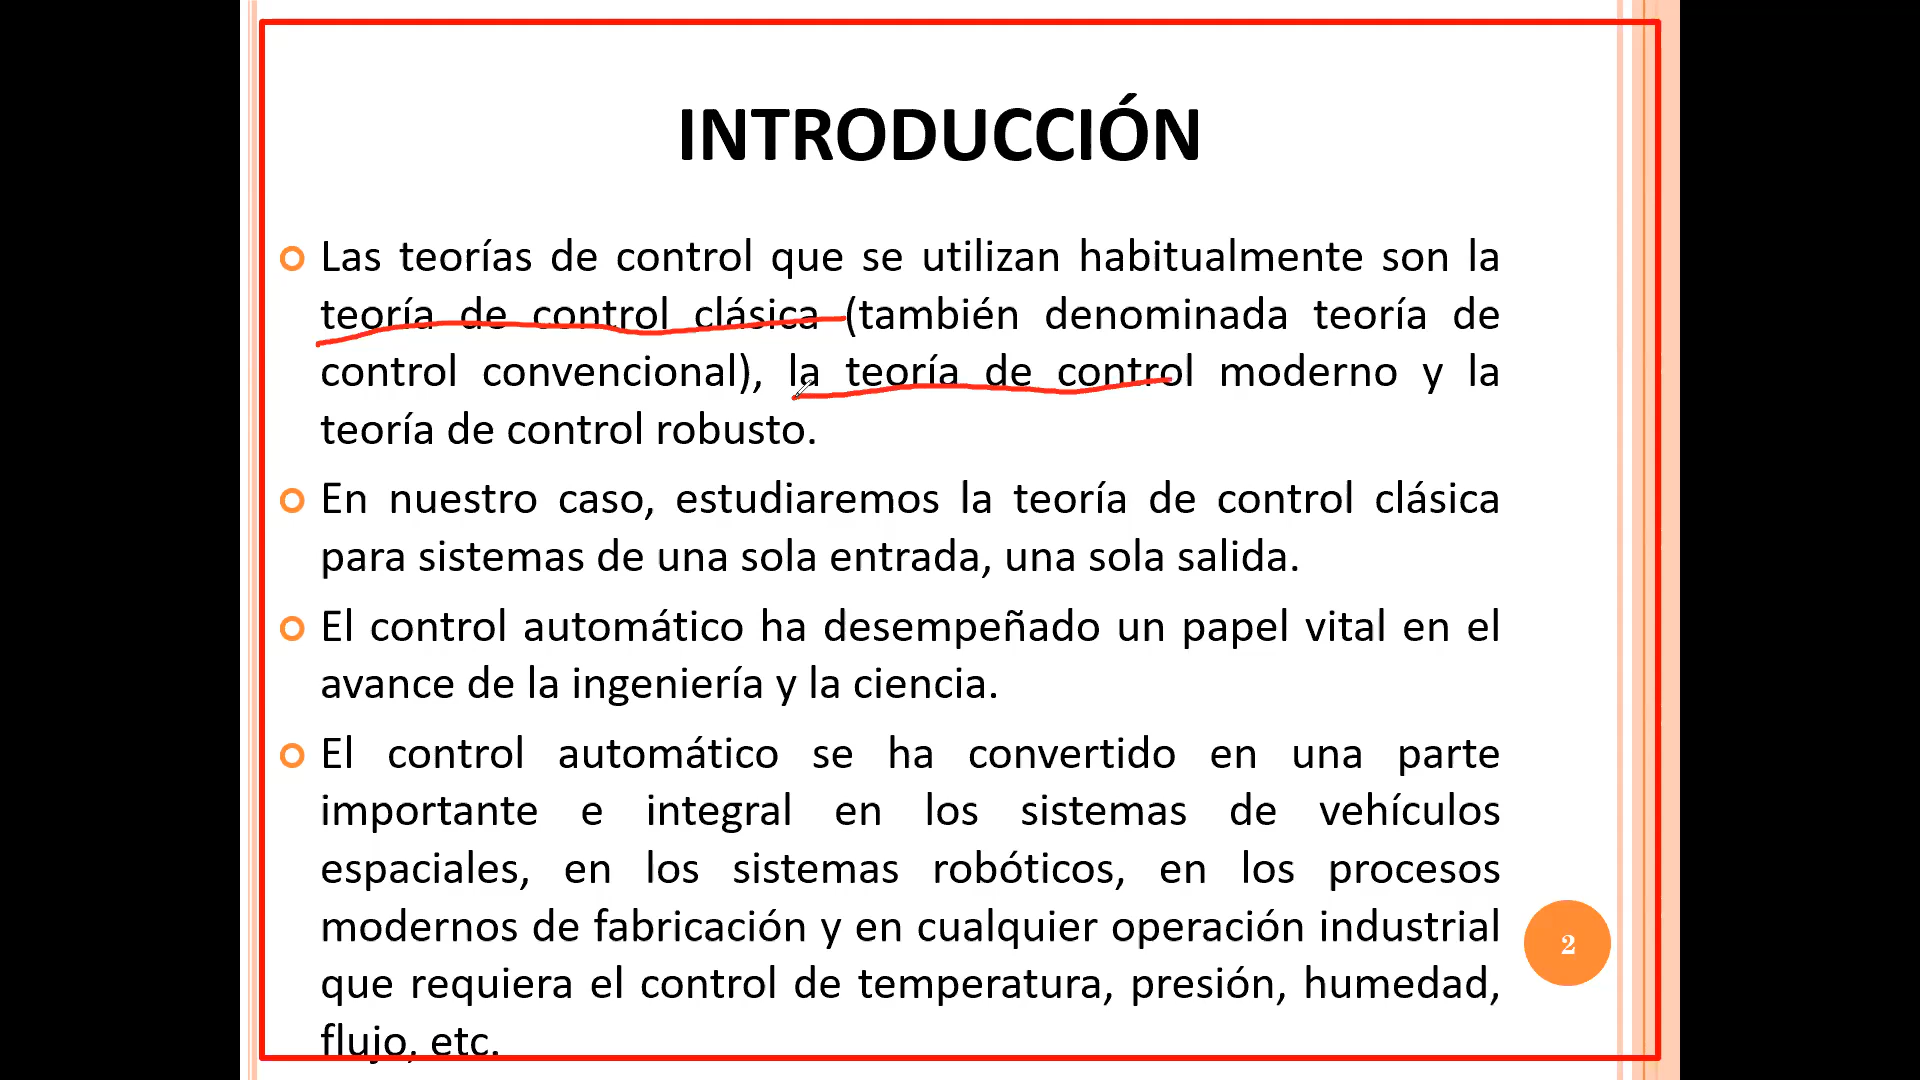 INTRODUCCIÓN
Las teorías de control que se utilizan habitualmente son la
teoría de control clásica (también denominada teoría de
control convencional), la teoría de control moderno y la
teoría de control robusto.
En nuestro caso, estudiaremos la teoría de control clásica
para sistemas de una sola entrada, una sola salida.
El control automático ha desempeñado un papel vital en el
avance de la ingeniería y la ciencia.
El control automático se ha convertido en una parte
importante e integral en los sistemas de vehículos
espaciales, en los sistemas robóticos, en los procesos
modernos de fabricación y en cualquier operación industrial
que requiera el control de temperatura, presión, humedad,
flujo, etc.
2